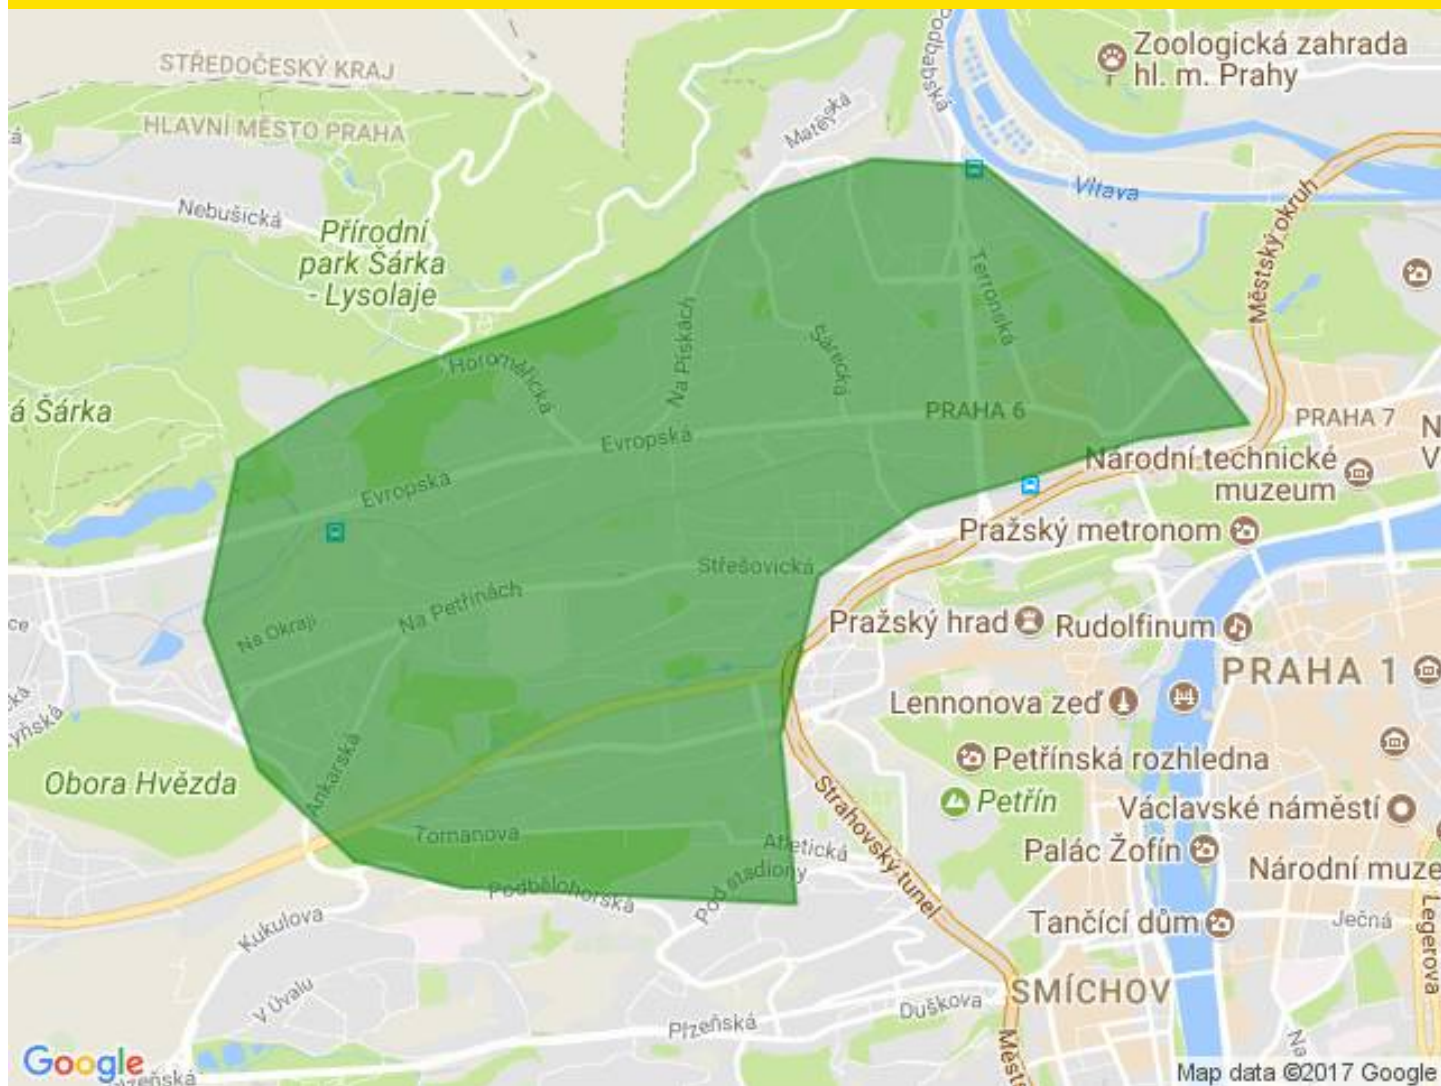 Podbabská
Zoologická zahrada
hl. m. Prahy
STŘEDOČESKÝ KRAJ
HLAVNÍ MĚSTO PRAHA
Matějská
Vltava
Nebušická
Přírodní
park Šárka
- Lysolaje
Městský okruh
Terronská
Na Pískách
Šárecká
Horoměřická
á Šárka
PRAHA 6
PRAHA 7
N
V
Evropská
Národní technické
muzeum
Evropská
Pražský metronom
Střešovická
Na Petřinách
Na Okraji
ce
Pražský hrad
Rudolfinum
PRAHA 1
Lennonova zeď
Ankarská
Petřínská rozhledna
Obora Hvězda
Petřín
Václavské náměstí
Strahovský tunel
Tomanova
Atletická
Palác Žofín
Národní muze
Pod stadiony
Podbělohorská
Kukulova
Tančící dům
Ječná
Legerova
V Úvalu
SMÍCHOV
Duškova
Plzeňská
Měst
Na
Google
lzeňská
Map data ©2017 Google